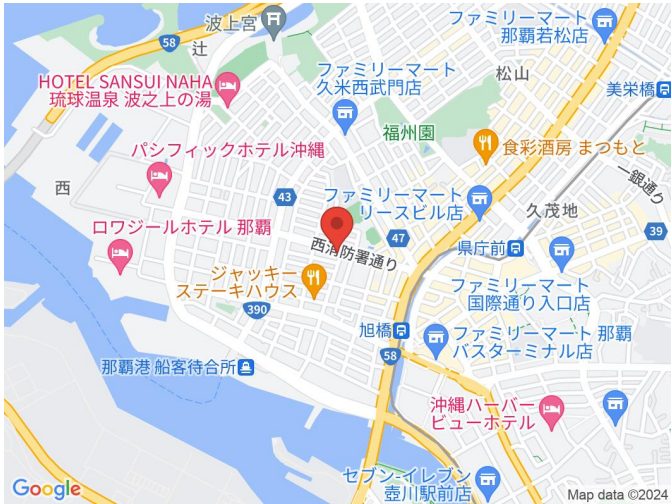 58
波上宮
辻
ファミリーマート
那覇若松店
HOTEL SANSUI NAHA
琉球温泉 波之上の湯
ファミリーマート
久米西武門店
松山
美栄橋
福州園
食彩酒房 まつもと
一銀通り
パシフィックホテル沖縄
西
43
ファミリーマート
リースビル店
久茂地
ロワジールホテル 那覇
西消防署通り
47
県庁前
39
ジャッキー
ステーキハウス
ファミリーマート
国際通り入口店
390
旭橋
ファミリーマート 那覇
バスターミナル店
58
那覇港 船客待合所
沖縄ハーバー
ビューホテル
セブン-イレブン
壺川駅前店
Google
Map data ©2024